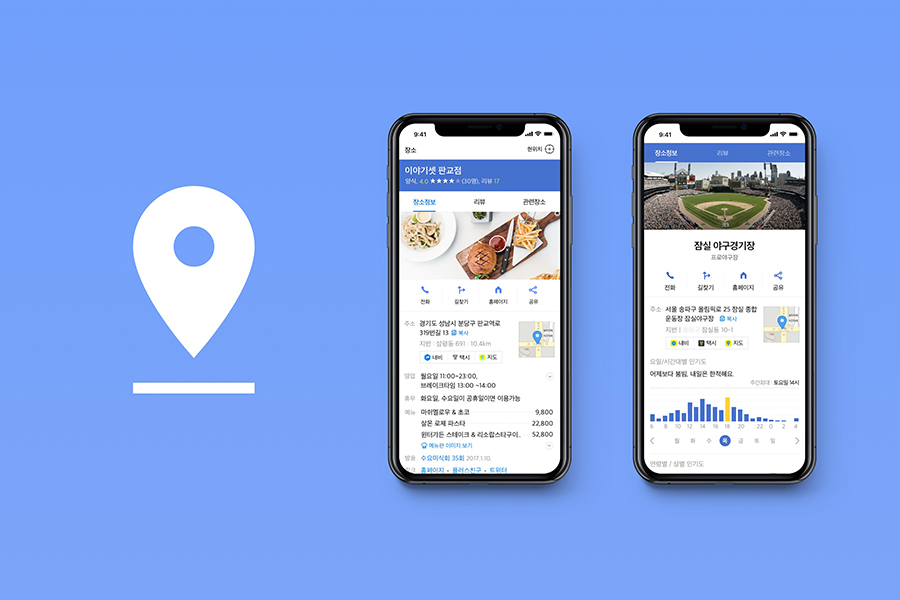 9:41
장소
현위치
이야기셋 판교점
양식, 4.0 ★★★★★ (30명), 리뷰 17
장소정보 리뷰 관련장소
전화 길찾기 홈페이지 공유
주소 경기도 성남시 분당구 판교역로
319번길 13 복사
지번 | 삼평동 691 · 10.4km
내비 택시 지도
영업 월요일 11:00~23:00,
브레이크타임 13:00 ~14:00
휴무 화요일, 수요일이 공휴일이면 이용가능
메뉴 마쉬멜로우 & 초코 9,800
살몬 로제 파스타 22,800
윈터가든 스테이크 & 리소랍스타구이.. 52,800
메뉴판 이미지 보기
방송 수요미식회 35회 2017.1.10.
링크 홈페이지 · 플러스친구 · 트위터
9:41
장소정보 리뷰 관련장소
잠실 야구경기장
프로야구장
전화 길찾기 홈페이지 공유
주소 서울 송파구 올림픽로 25 잠실 종합
운동장 잠실야구장 복사
지번 | 송파구 잠실동 10-1
내비 택시 지도
요일/시간대별 인기도
어제보다 붐빔, 내일은 한적해요.
주간최대 토요일 14시
6 8 10 12 14 16 18 20 22 0 2 4
월 화 수 목 금 토 일
연령별 / 성별 인기도